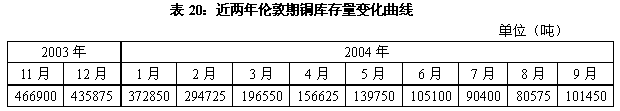 表 20：近两年伦敦期铜库存量变化曲线
单位（吨）
2003 年 2004 年
11 月 12 月 1 月 2 月 3 月 4 月 5 月 6 月 7 月 8 月 9 月
466900 435875 372850 294725 196550 156625 139750 105100 90400 80575 101450